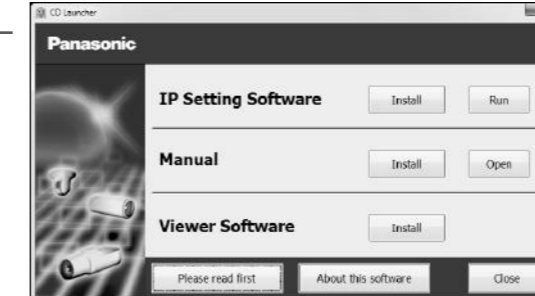 CD Launcher
Panasonic
IP Setting Software Install Run
Manual Install Open
Viewer Software Install
Please read first About this software Close